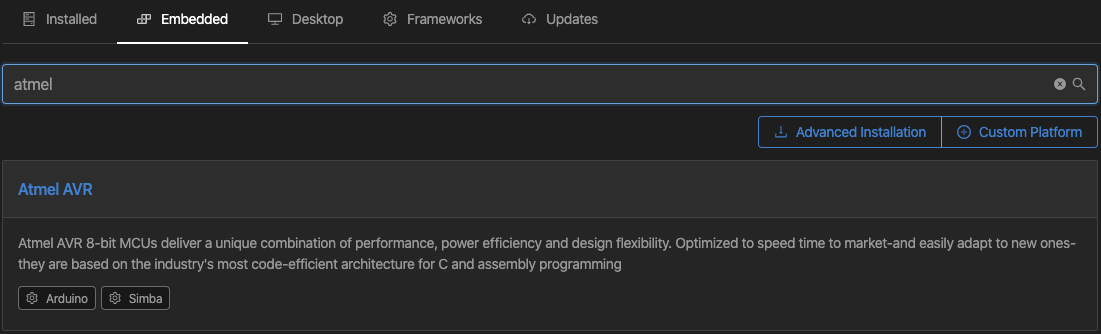 Installed Embedded Desktop Frameworks Updates
atmel
Advanced Installation Custom Platform
Atmel AVR
Atmel AVR 8-bit MCUs deliver a unique combination of performance, power efficiency and design flexibility. Optimized to speed time to market-and easily adapt to new ones-
they are based on the industry's most code-efficient architecture for C and assembly programming
Arduino Simba